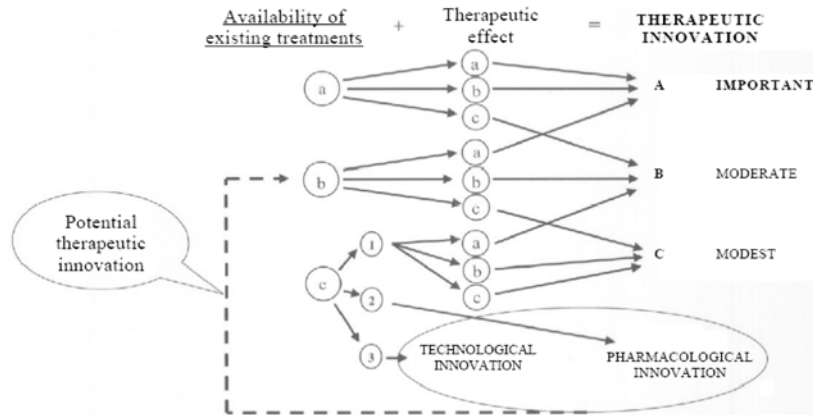 Availability of existing treatments + Therapeutic effect = THERAPEUTIC INNOVATION
a
a
b
c
A IMPORTANT
b
a
b
c
B MODERATE
Potential
therapeutic
innovation
c
1
2
3
a
b
c
C MODEST
TECHNOLOGICAL
INNOVATION
PHARMACOLOGICAL
INNOVATION